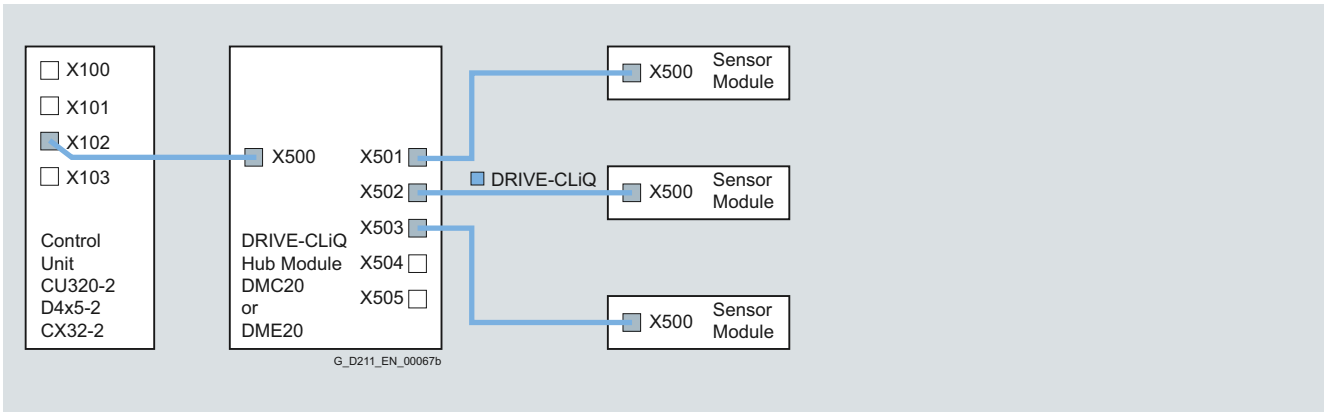 X100
X101
X102
X103
Control
Unit
CU320-2
D4x5-2
CX32-2
X500
X501
X502
X503
X504
X505
DRIVE-CLiQ
Hub Module
DMC20
or
DME20
G_D211_EN_00067b
DRIVE-CLiQ
X500
Sensor
Module
X500
Sensor
Module
X500
Sensor
Module